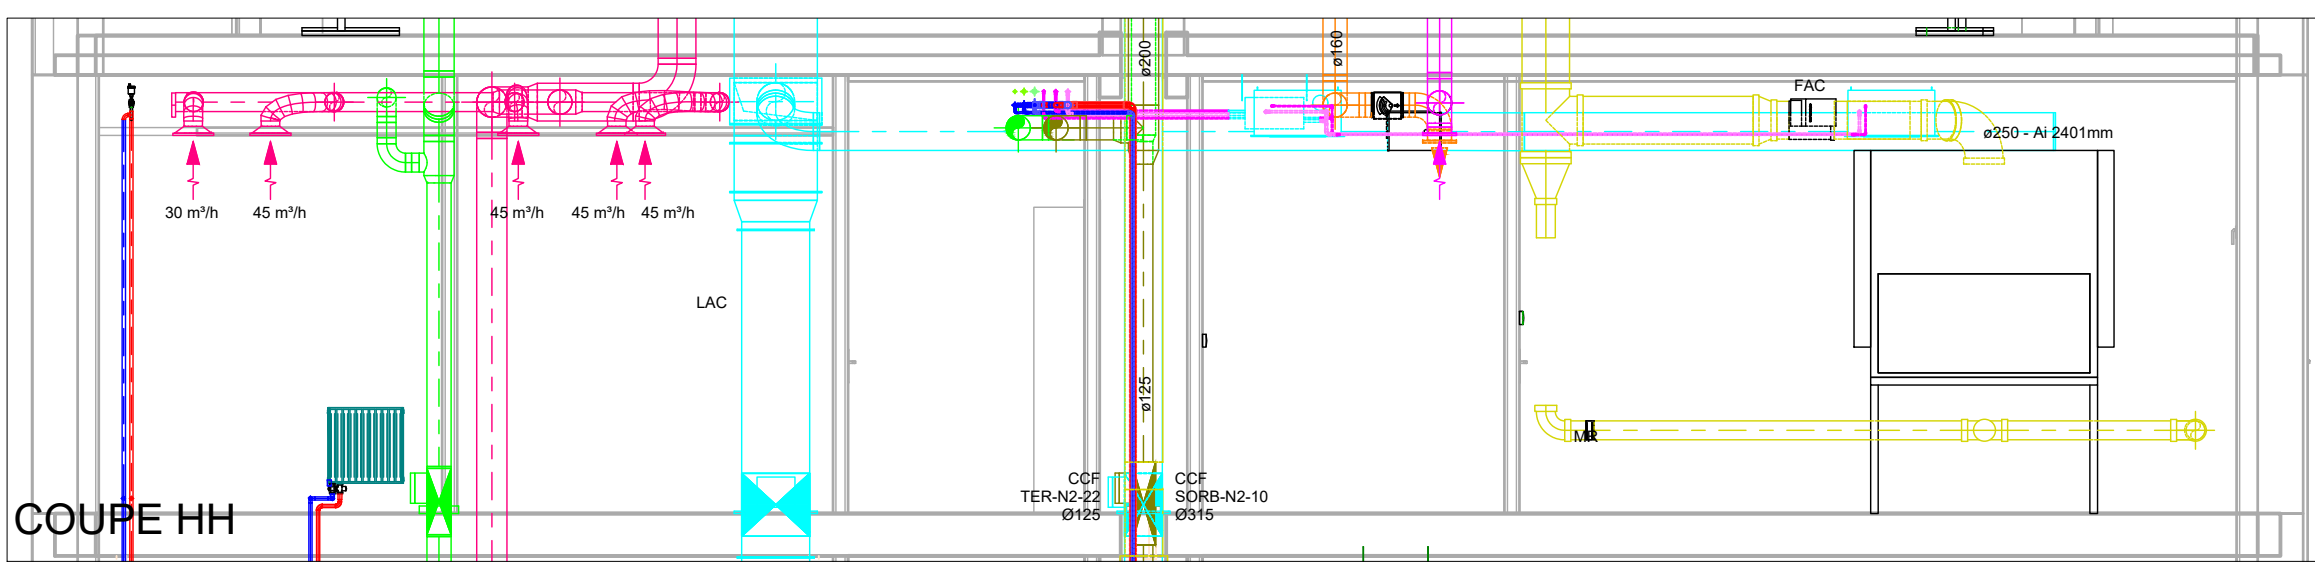 ø200
ø160
FAC
ø250 - Ai 2401mm
30 m³/h
45 m³/h
45 m³/h
45 m³/h
45 m³/h
LAC
ø125
MR
CCF
TER-N2-22
Ø125
CCF
SORB-N2-10
Ø315
COUPE HH